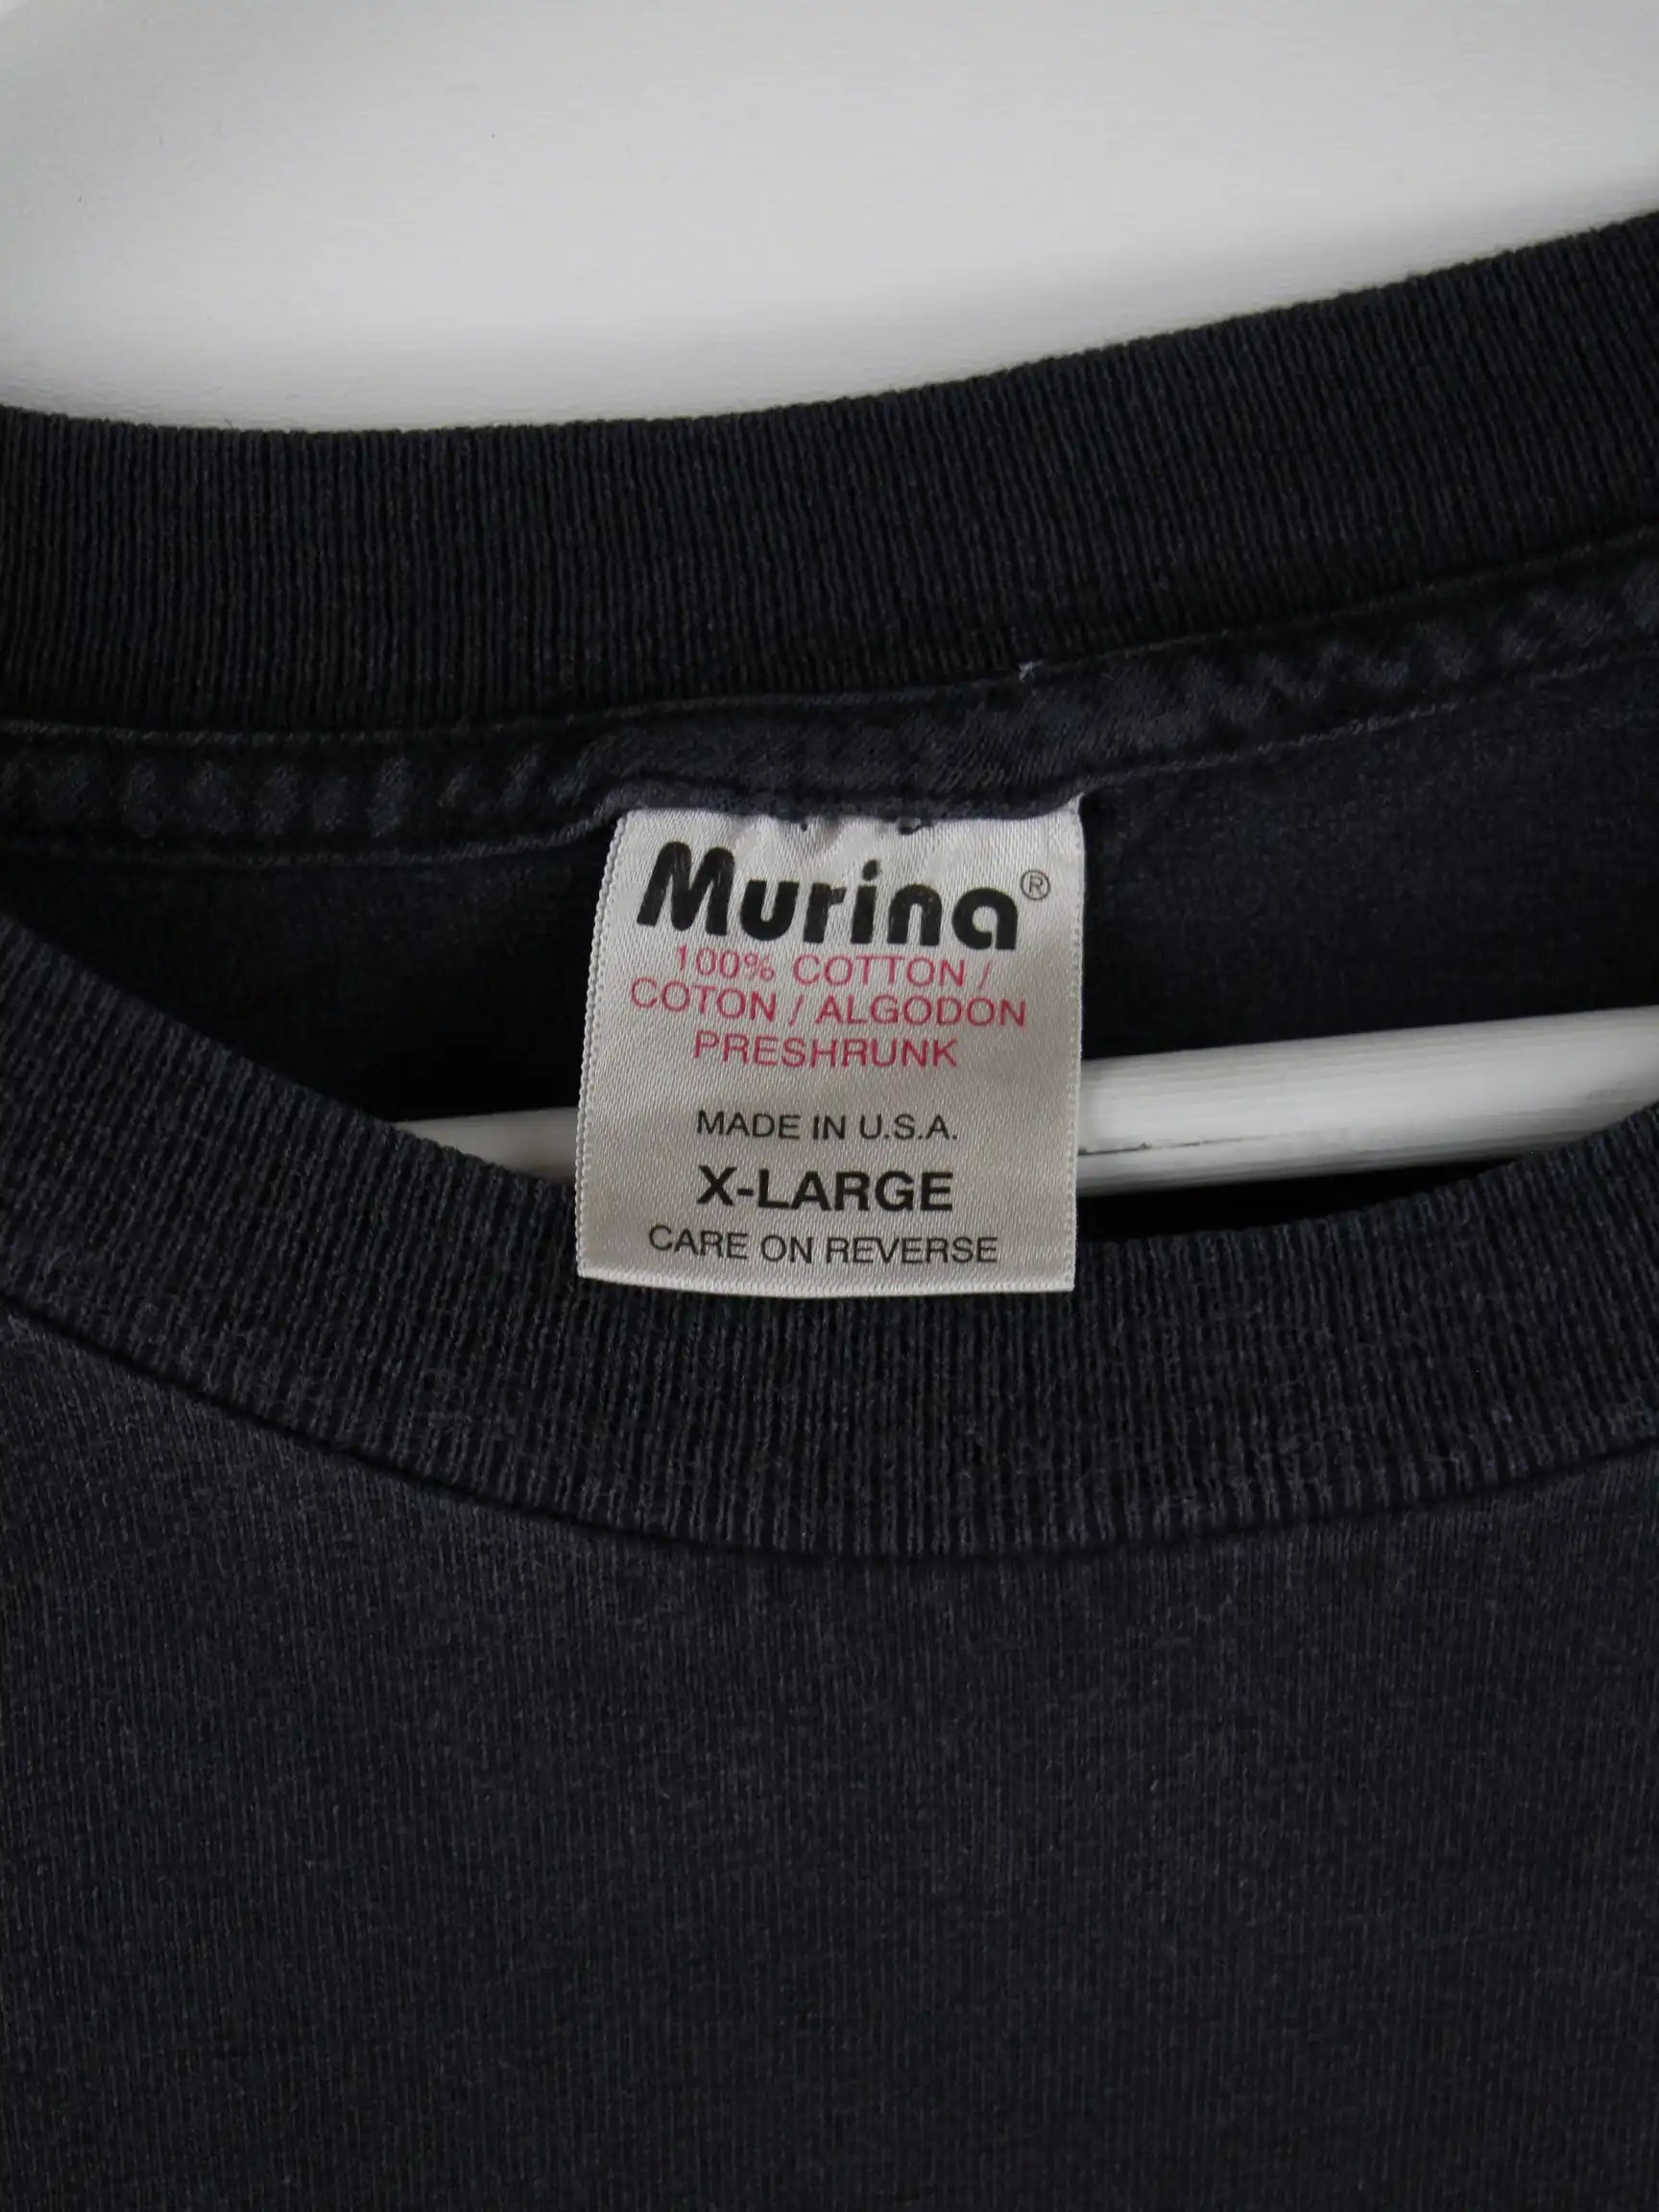 Murina®
100% COTTON /
COTON / ALGODON
PRESHRUNK
MADE IN U.S.A.
X-LARGE
CARE ON REVERSE